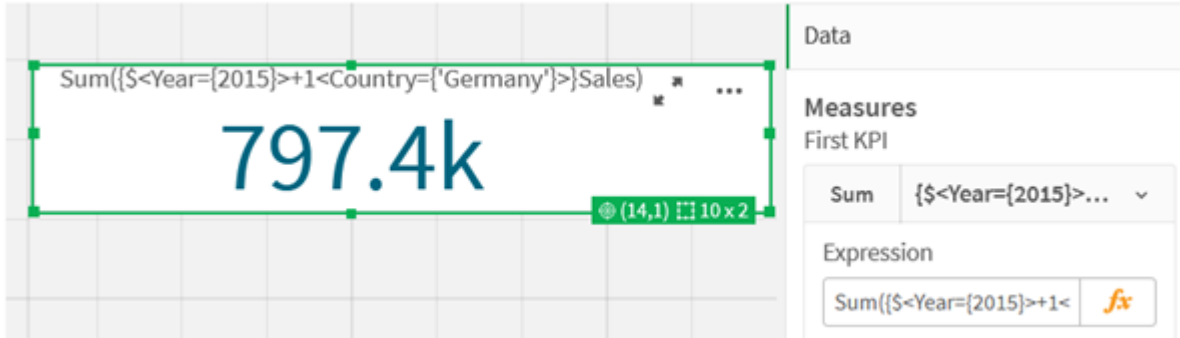 Sum({$<Year={2015}>+1<Country={'Germany'}>}Sales)
797.4k
(14,1) 10 x 2
Data
Measures
First KPI
Sum {$<Year={2015}>...
Expression
Sum({$<Year={2015}>+1< fx